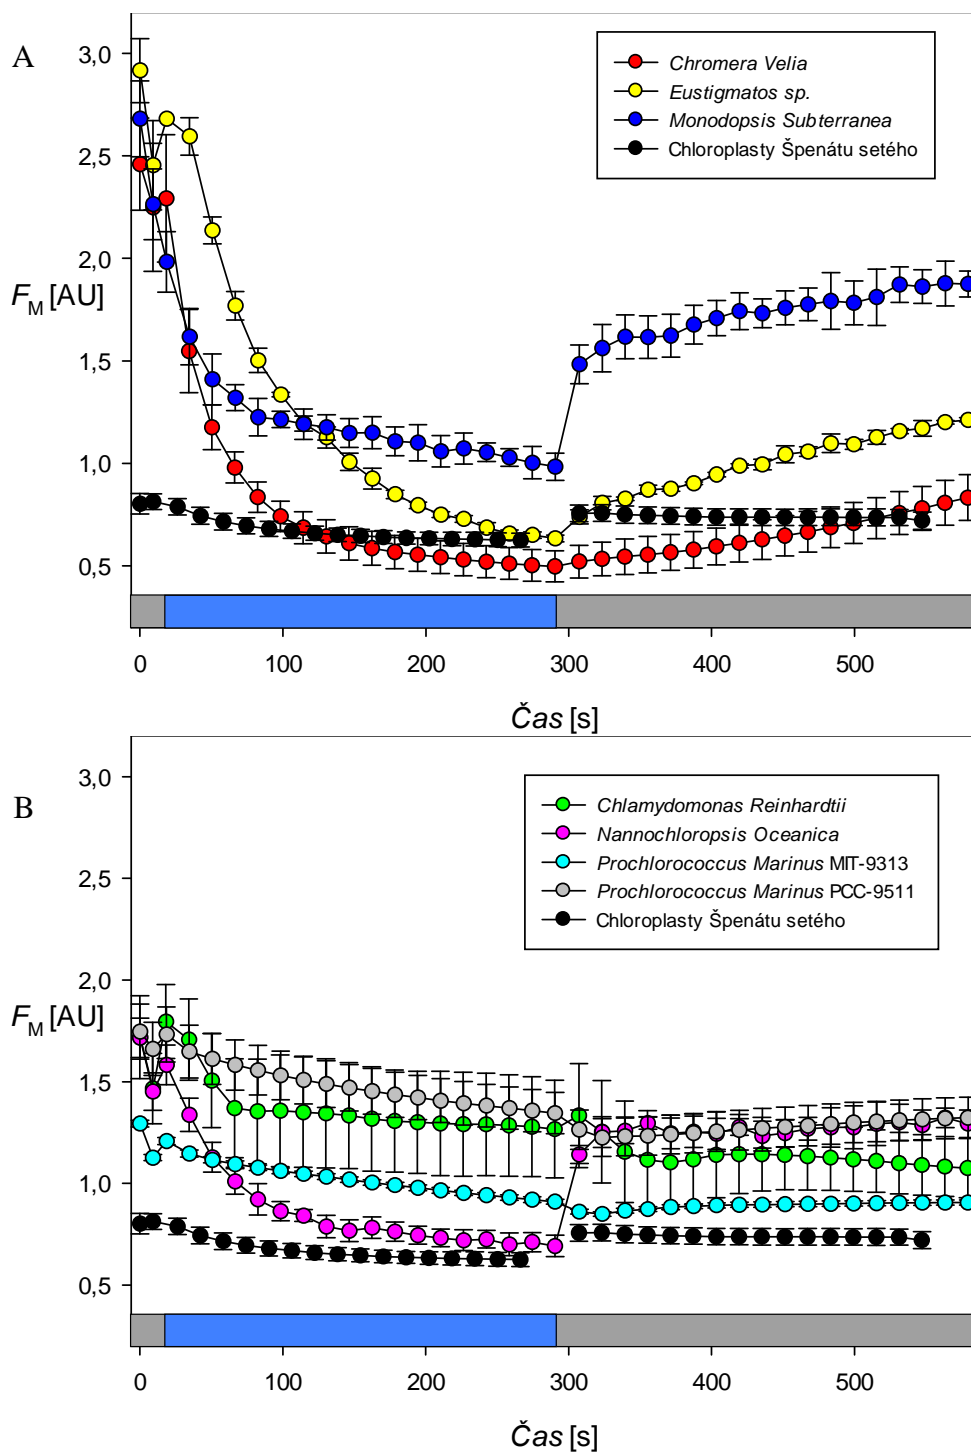 A
3,0
2,5
2,0
1,5
1,0
0,5
F_M [AU]
Chromera Velia
Eustigmatos sp.
Monodopsis Subterranea
Chloroplasty Špenátu setého
0 100 200 300 400 500
Čas [s]
B
3,0
2,5
2,0
1,5
1,0
0,5
F_M [AU]
Chlamydomonas Reinhardtii
Nannochloropsis Oceanica
Prochlorococcus Marinus MIT-9313
Prochlorococcus Marinus PCC-9511
Chloroplasty Špenátu setého
0 100 200 300 400 500
Čas [s]